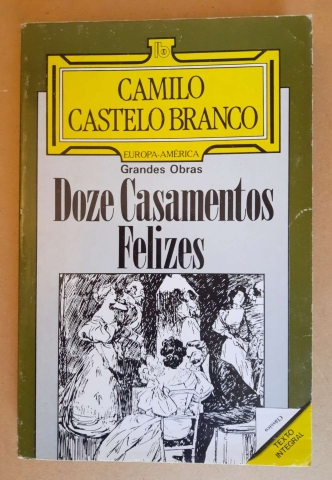 CAMILO
CASTELO BRANCO
EUROPA-AMÉRICA
Grandes Obras
Doze Casamentos
Felizes
TEXTO
INTEGRAL